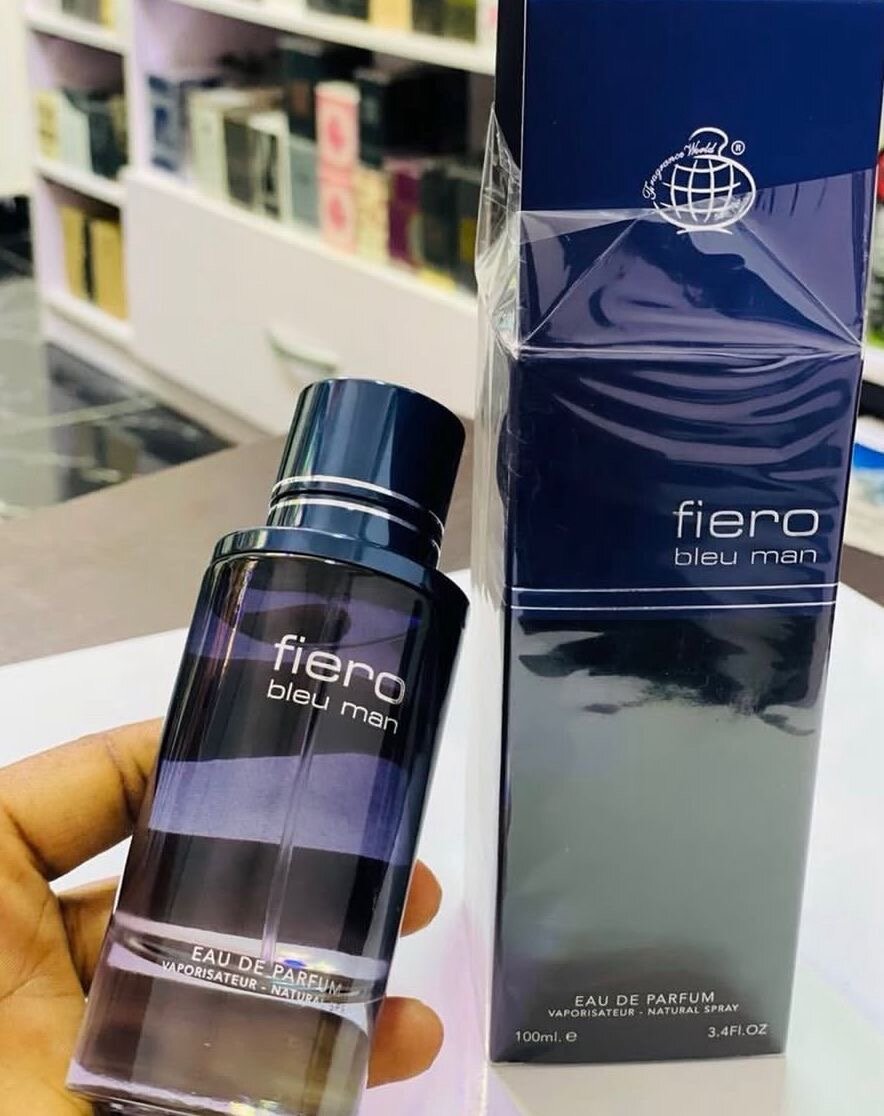 Fragrance World ®
fiero
bleu man
EAU DE PARFUM
VAPORISATEUR - NATURAL SPRAY
100ml. e
3.4Fl.OZ
fiero
bleu man
EAU DE PARFUM
VAPORISATEUR - NATURAL